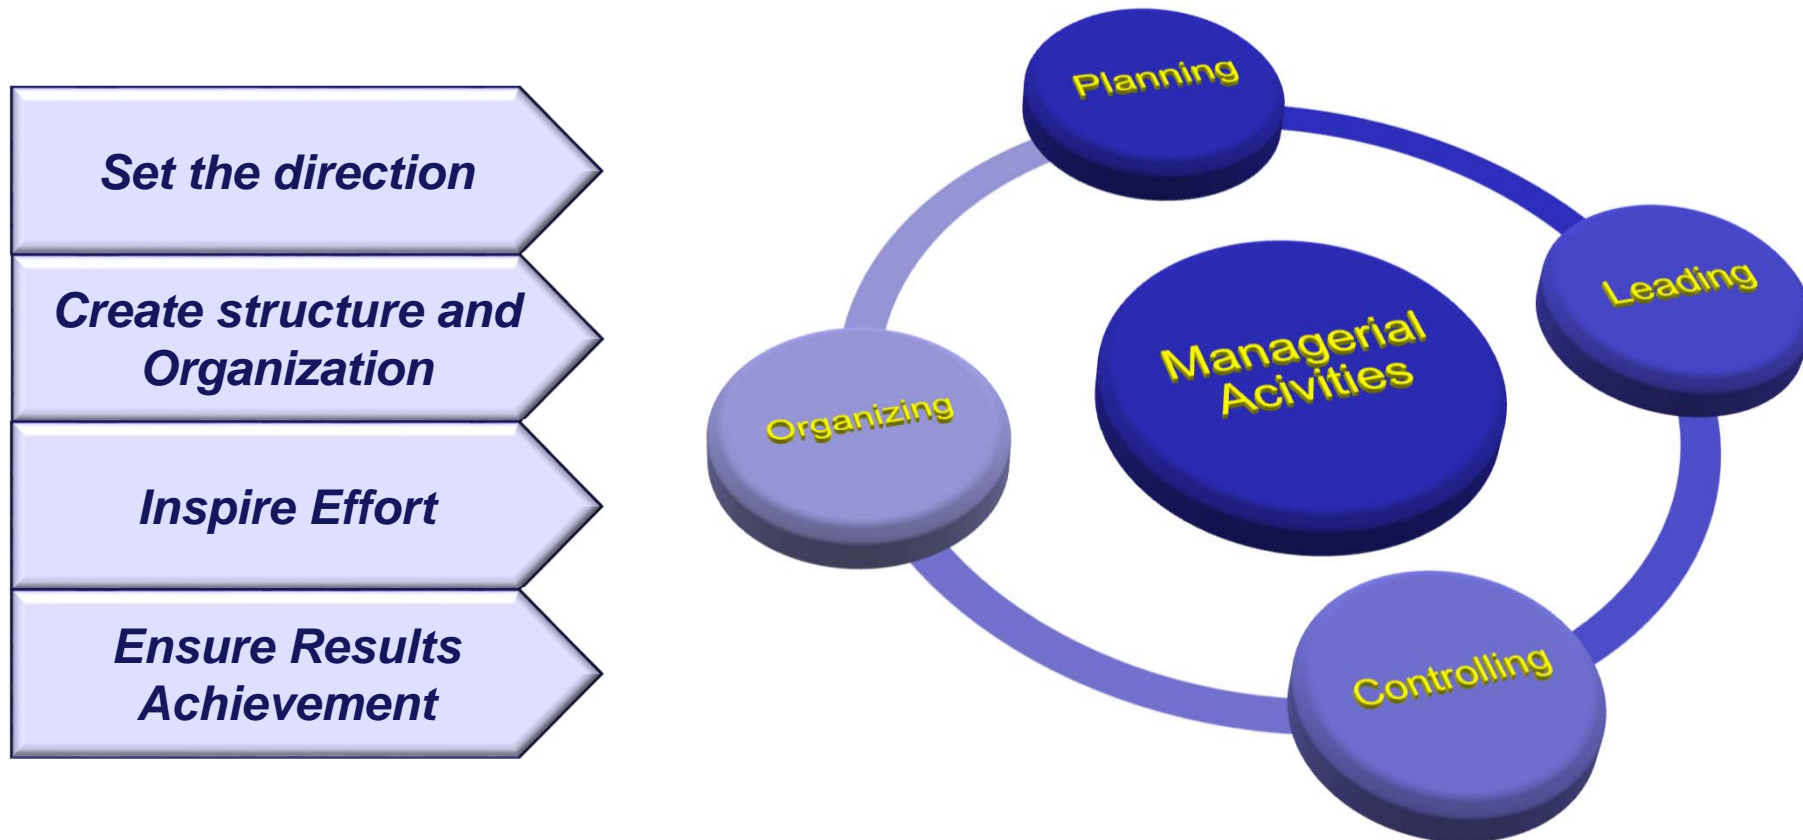 Set the direction
Create structure and
Organization
Inspire Effort
Ensure Results
Achievement
Planning
Leading
Managerial
Acivities
Organizing
Controlling